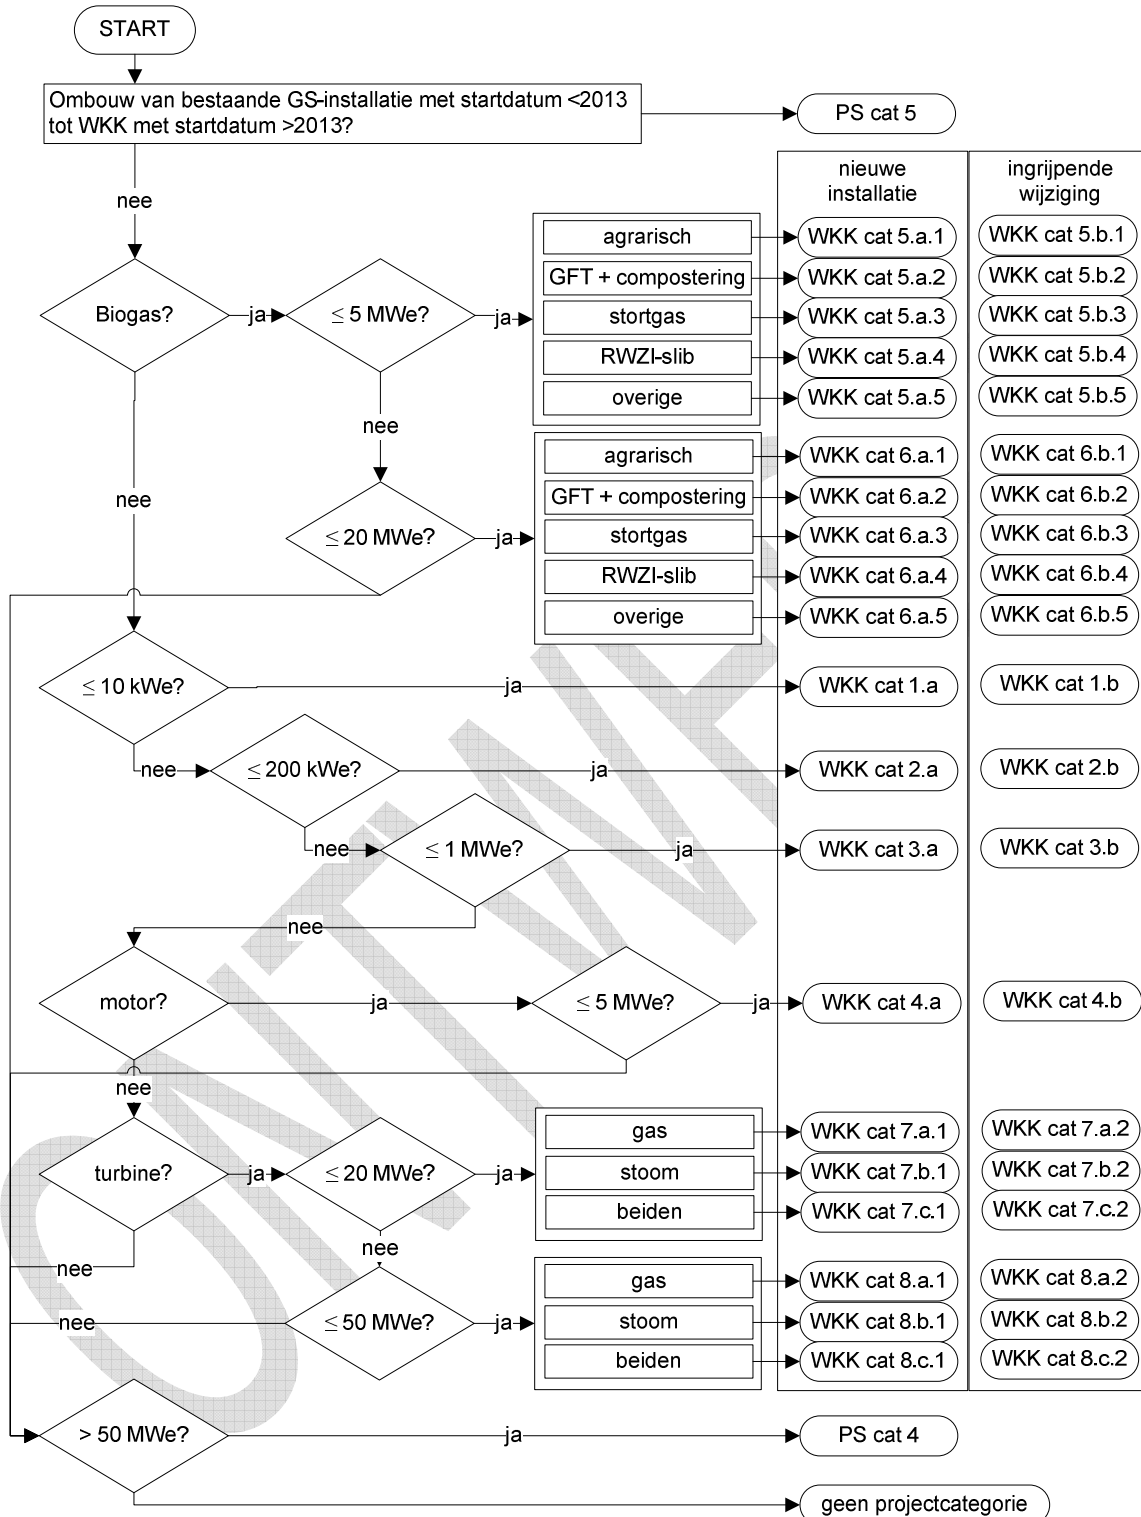 START
Ombouw van bestaande GS-installatie met startdatum <2013
tot WKK met startdatum >2013?
PS cat 5
nee
nieuwe
installatie
ingrijpende
wijziging
Biogas?
ja
≤ 5 MWe?
ja
agrarisch
WKK cat 5.a.1
WKK cat 5.b.1
GFT + compostering
WKK cat 5.a.2
WKK cat 5.b.2
stortgas
WKK cat 5.a.3
WKK cat 5.b.3
RWZI-slib
WKK cat 5.a.4
WKK cat 5.b.4
overige
WKK cat 5.a.5
WKK cat 5.b.5
nee
nee
≤ 20 MWe?
ja
agrarisch
WKK cat 6.a.1
WKK cat 6.b.1
GFT + compostering
WKK cat 6.a.2
WKK cat 6.b.2
stortgas
WKK cat 6.a.3
WKK cat 6.b.3
RWZI-slib
WKK cat 6.a.4
WKK cat 6.b.4
overige
WKK cat 6.a.5
WKK cat 6.b.5
≤ 10 kWe?
ja
WKK cat 1.a
WKK cat 1.b
nee
≤ 200 kWe?
ja
WKK cat 2.a
WKK cat 2.b
nee
≤ 1 MWe?
ja
WKK cat 3.a
WKK cat 3.b
nee
motor?
ja
≤ 5 MWe?
ja
WKK cat 4.a
WKK cat 4.b
nee
turbine?
ja
≤ 20 MWe?
ja
gas
WKK cat 7.a.1
WKK cat 7.a.2
stoom
WKK cat 7.b.1
WKK cat 7.b.2
beiden
WKK cat 7.c.1
WKK cat 7.c.2
nee
nee
≤ 50 MWe?
nee
ja
gas
WKK cat 8.a.1
WKK cat 8.a.2
stoom
WKK cat 8.b.1
WKK cat 8.b.2
beiden
WKK cat 8.c.1
WKK cat 8.c.2
> 50 MWe?
ja
PS cat 4
geen projectcategorie